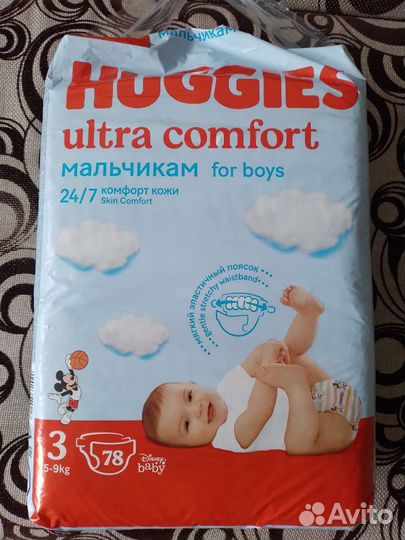 мальчикам
HUGGIES
ultra comfort
мальчикам for boys
24/7 комфорт кожи
Skin Comfort
мягкий эластичный поясок
gentle stretchy waistband
3
5-9kg
78
Disney
baby
Avito